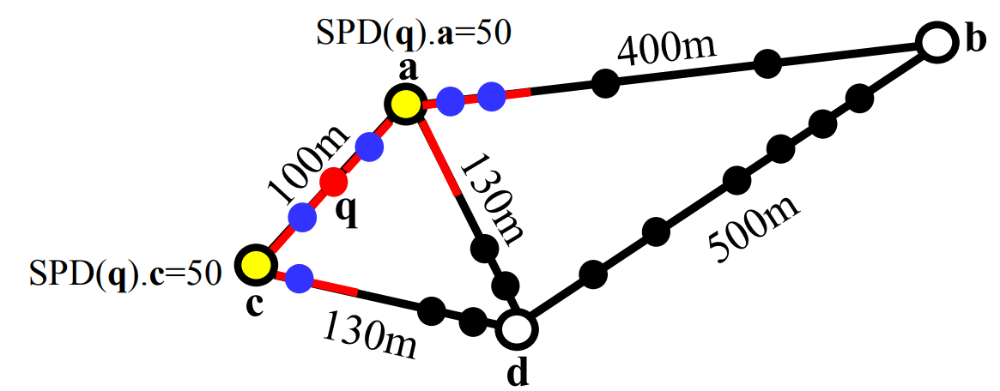 SPD(q).a=50
a
400m
b
100m
130m
q
500m
SPD(q).c=50
c
130m
d